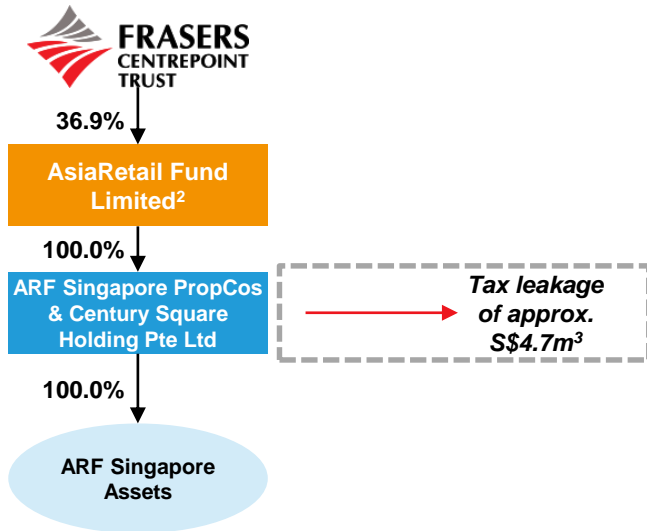 FRASERS
CENTREPOINT
TRUST
36.9%
AsiaRetail Fund
Limited²
100.0%
ARF Singapore PropCos
& Century Square
Holding Pte Ltd
Tax leakage
of approx.
S$4.7m³
100.0%
ARF Singapore
Assets